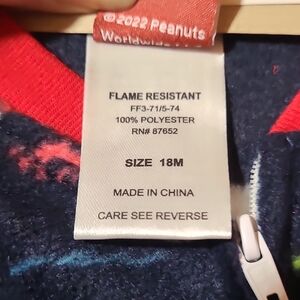 ©2022 Peanuts
Worldwide
FLAME RESISTANT
FF3-71/5-74
100% POLYESTER
RN# 87652
SIZE 18M
MADE IN CHINA
CARE SEE REVERSE